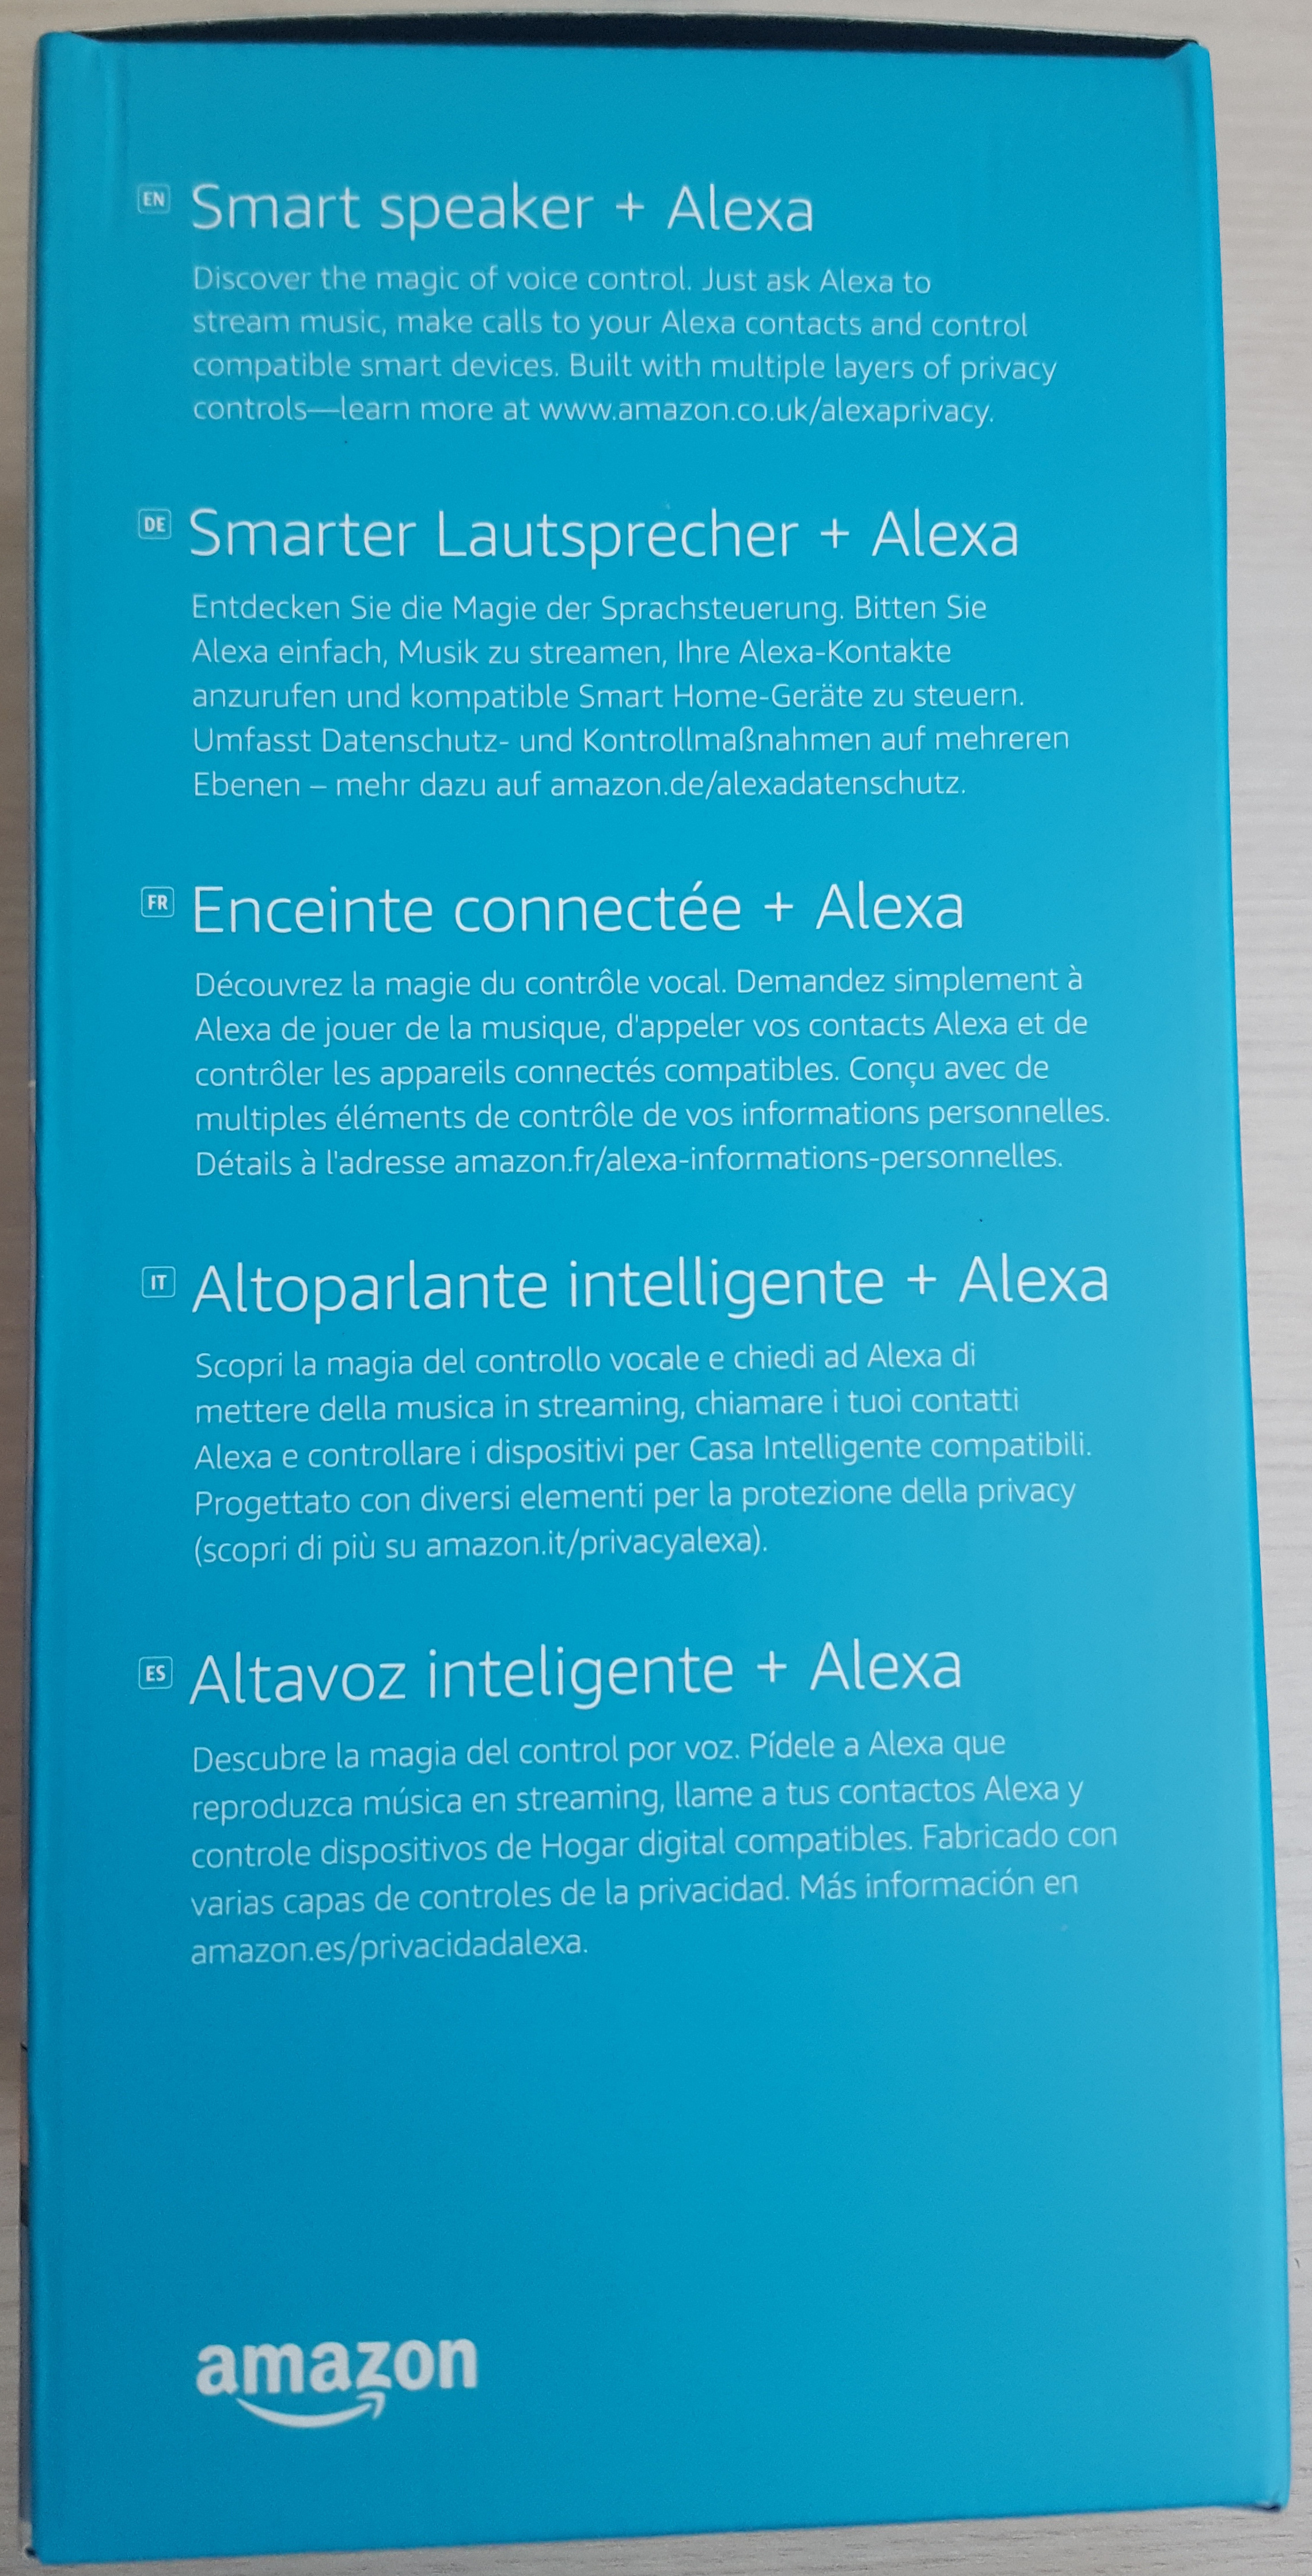 EN Smart speaker + Alexa
Discover the magic of voice control. Just ask Alexa to
stream music, make calls to your Alexa contacts and control
compatible smart devices. Built with multiple layers of privacy
controls—learn more at www.amazon.co.uk/alexaprivacy.
DE Smarter Lautsprecher + Alexa
Entdecken Sie die Magie der Sprachsteuerung. Bitten Sie
Alexa einfach, Musik zu streamen, Ihre Alexa-Kontakte
anzurufen und kompatible Smart Home-Geräte zu steuern.
Umfasst Datenschutz- und Kontrollmaßnahmen auf mehreren
Ebenen – mehr dazu auf amazon.de/alexadatenschutz.
FR Enceinte connectée + Alexa
Découvrez la magie du contrôle vocal. Demandez simplement à
Alexa de jouer de la musique, d'appeler vos contacts Alexa et de
contrôler les appareils connectés compatibles. Conçu avec de
multiples éléments de contrôle de vos informations personnelles.
Détails à l'adresse amazon.fr/alexa-informations-personnelles.
IT Altoparlante intelligente + Alexa
Scopri la magia del controllo vocale e chiedi ad Alexa di
mettere della musica in streaming, chiamare i tuoi contatti
Alexa e controllare i dispositivi per Casa Intelligente compatibili.
Progettato con diversi elementi per la protezione della privacy
(scopri di più su amazon.it/privacyalexa).
ES Altavoz inteligente + Alexa
Descubre la magia del control por voz. Pídele a Alexa que
reproduzca música en streaming, llame a tus contactos Alexa y
controle dispositivos de Hogar digital compatibles. Fabricado con
varias capas de controles de la privacidad. Más información en
amazon.es/privacidadalexa.
amazon